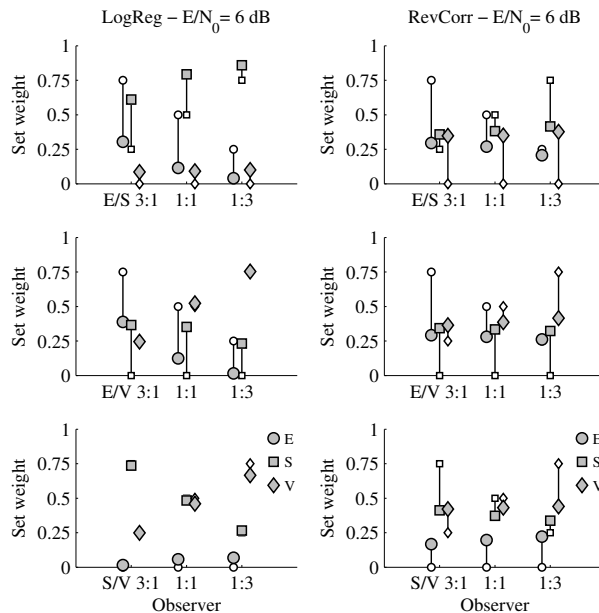 LogReg – E/N0= 6 dB
RevCorr – E/N0= 6 dB
Set weight
1
0.75
0.5
0.25
0
E/S 3:1 1:1 1:3
Set weight
1
0.75
0.5
0.25
0
E/S 3:1 1:1 1:3
Set weight
1
0.75
0.5
0.25
0
E/V 3:1 1:1 1:3
Set weight
1
0.75
0.5
0.25
0
E/V 3:1 1:1 1:3
Set weight
1
0.75
0.5
0.25
0
E
S
V
S/V 3:1 1:1 1:3
Observer
Set weight
1
0.75
0.5
0.25
0
E
S
V
S/V 3:1 1:1 1:3
Observer